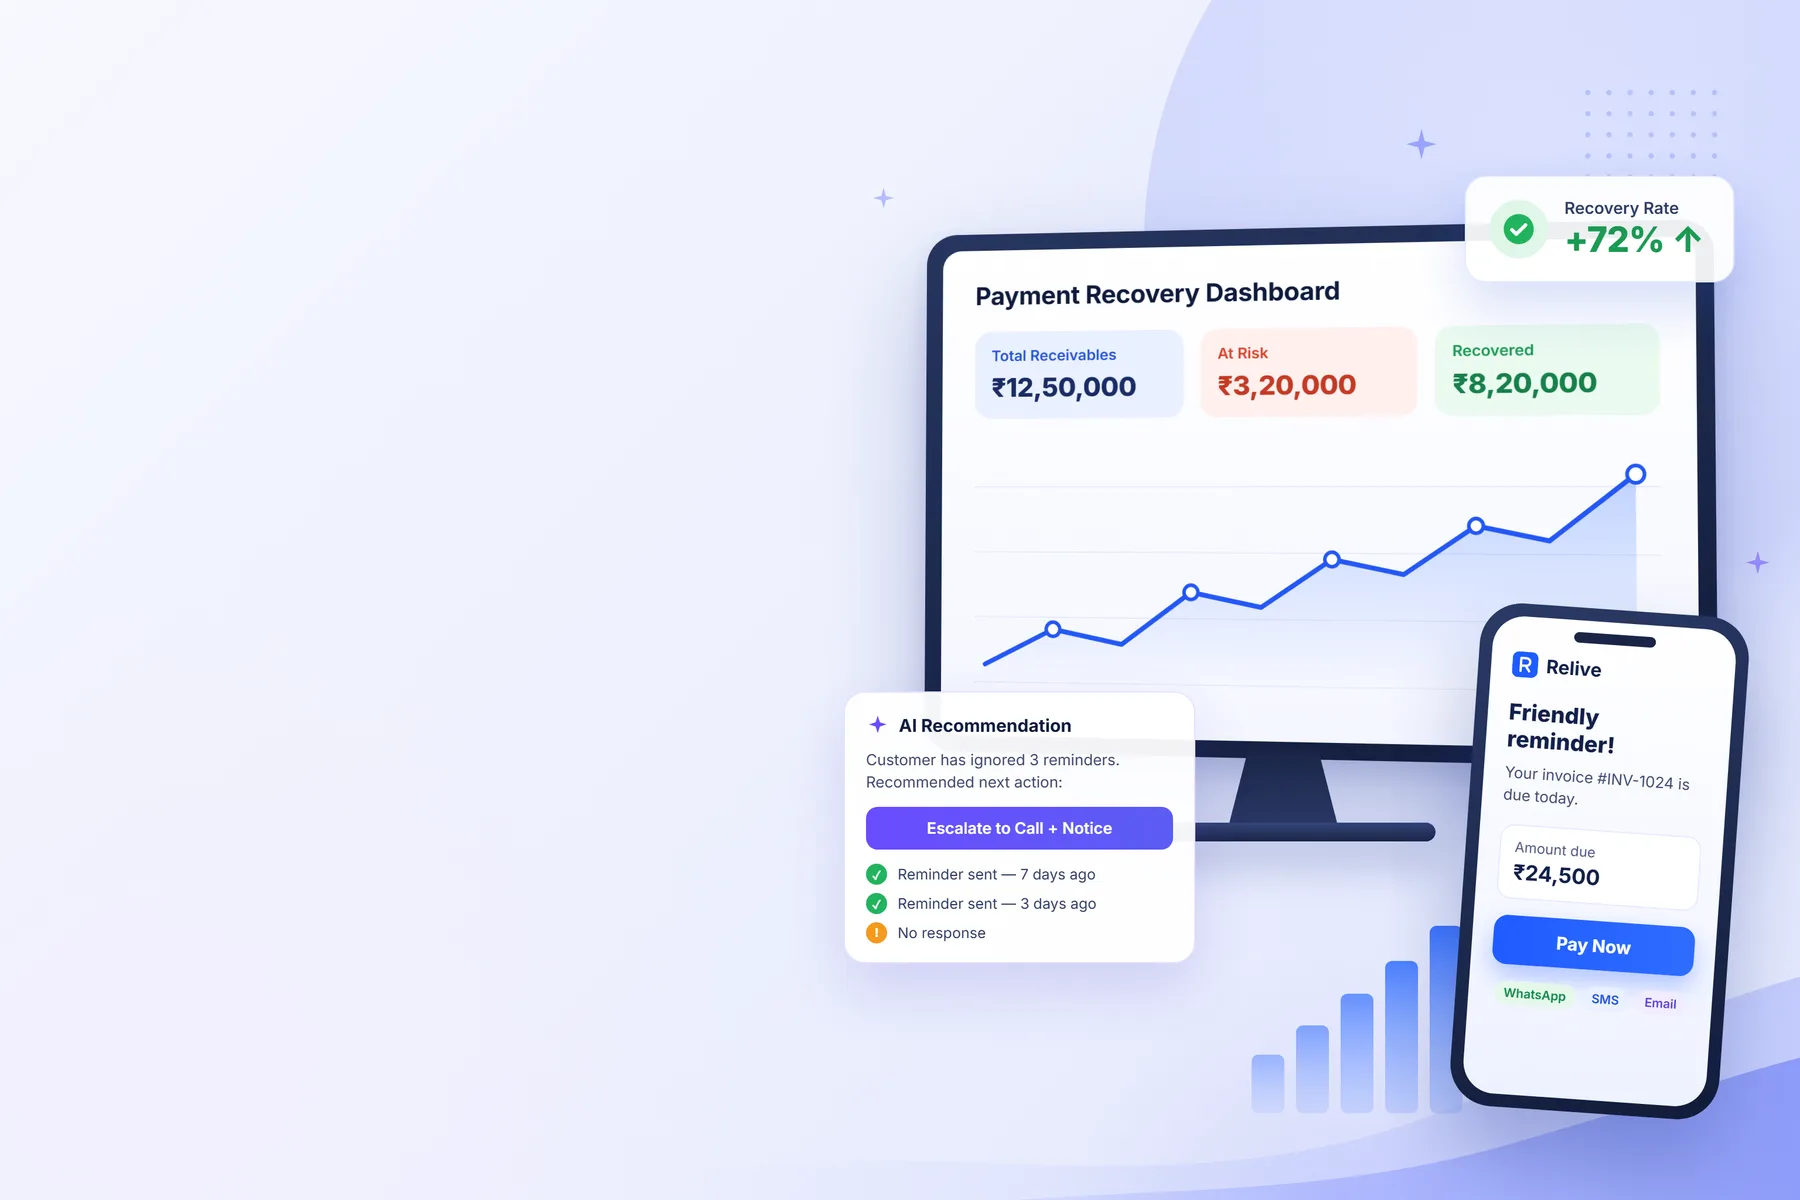 Recovery Rate
+72% ↑
Payment Recovery Dashboard
Total Receivables
₹12,50,000
At Risk
₹3,20,000
Recovered
₹8,20,000
AI Recommendation
Customer has ignored 3 reminders.
Recommended next action:
Escalate to Call + Notice
Reminder sent — 7 days ago
Reminder sent — 3 days ago
No response
R Relive
Friendly
reminder!
Your invoice #INV-1024 is
due today.
Amount due
₹24,500
Pay Now
WhatsApp SMS Email